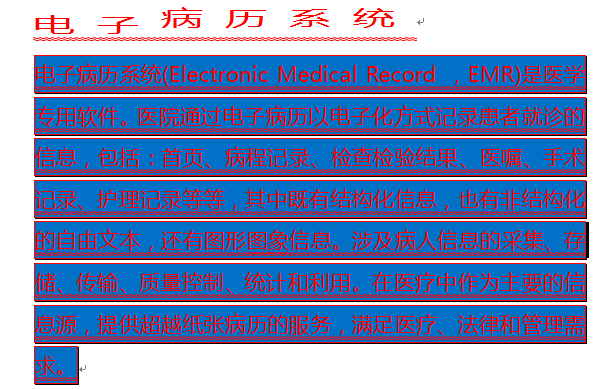 电子病历系统
电子病历系统(Electronic Medical Record ，EMR)是医学
专用软件。医院通过电子病历以电子化方式记录患者就诊的
信息，包括：首页、病程记录、检查检验结果、医嘱、手术
记录、护理记录等等，其中既有结构化信息，也有非结构化
的自由文本，还有图形图象信息。涉及病人信息的采集、存
储、传输、质量控制、统计和利用。在医疗中作为主要的信
息源，提供超越纸张病历的服务，满足医疗、法律和管理需
求。